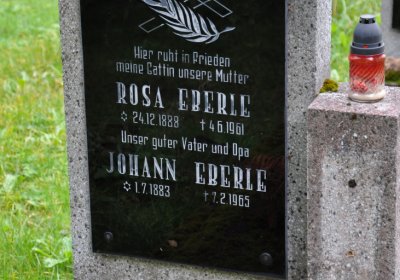 Hier ruht in Frieden
meine Gattin unsere Mutter
ROSA EBERLE
✩ 24.12.1888 †4.6.1961
Unser guter Vater und Opa
JOHANN EBERLE
✩ 1.7.1883 †7.2.1965